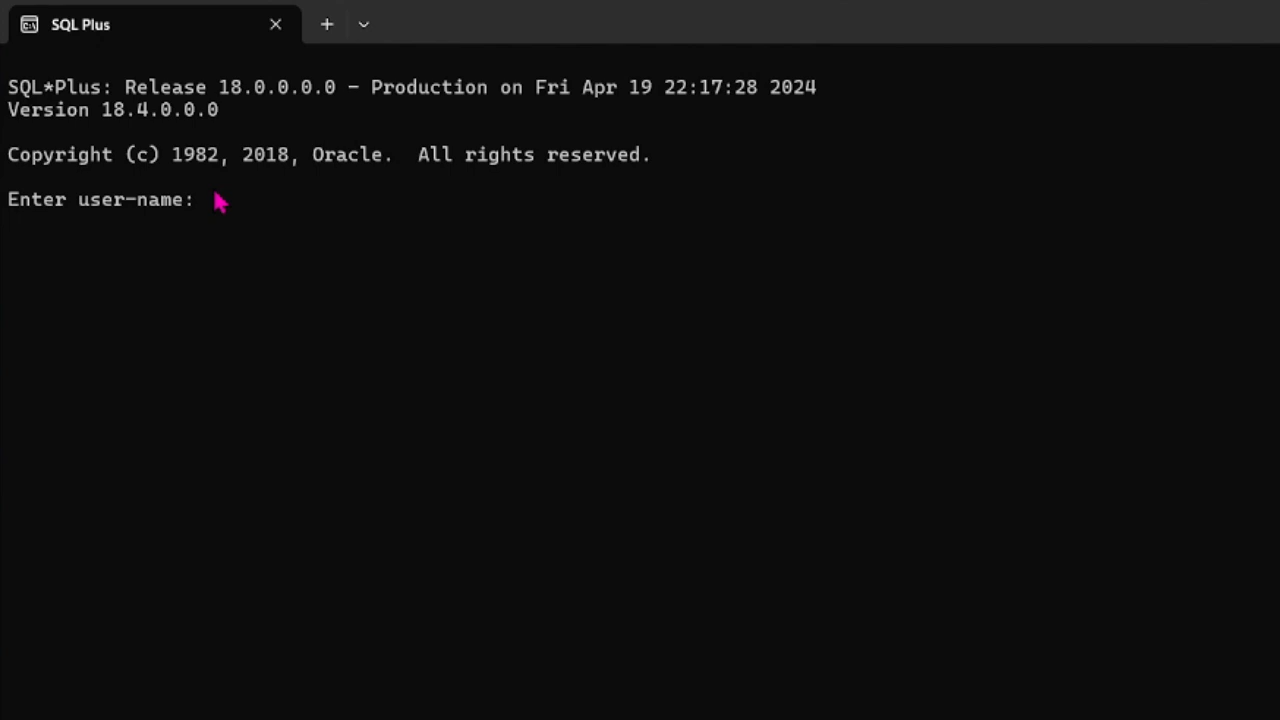 SQL Plus
SQL*Plus: Release 18.0.0.0.0 - Production on Fri Apr 19 22:17:28 2024
Version 18.4.0.0.0
Copyright (c) 1982, 2018, Oracle.  All rights reserved.
Enter user-name: